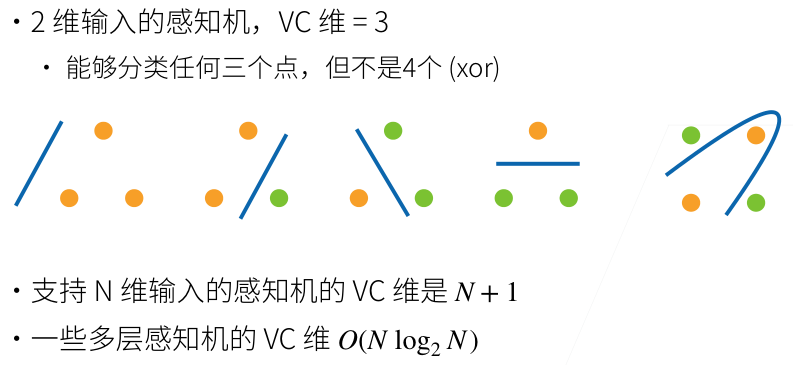 • 2 维输入的感知机，VC 维 = 3
• 能够分类任何三个点，但不是4个 (xor)
• 支持 N 维输入的感知机的 VC 维是 N + 1
• 一些多层感知机的 VC 维 O(N log₂ N)